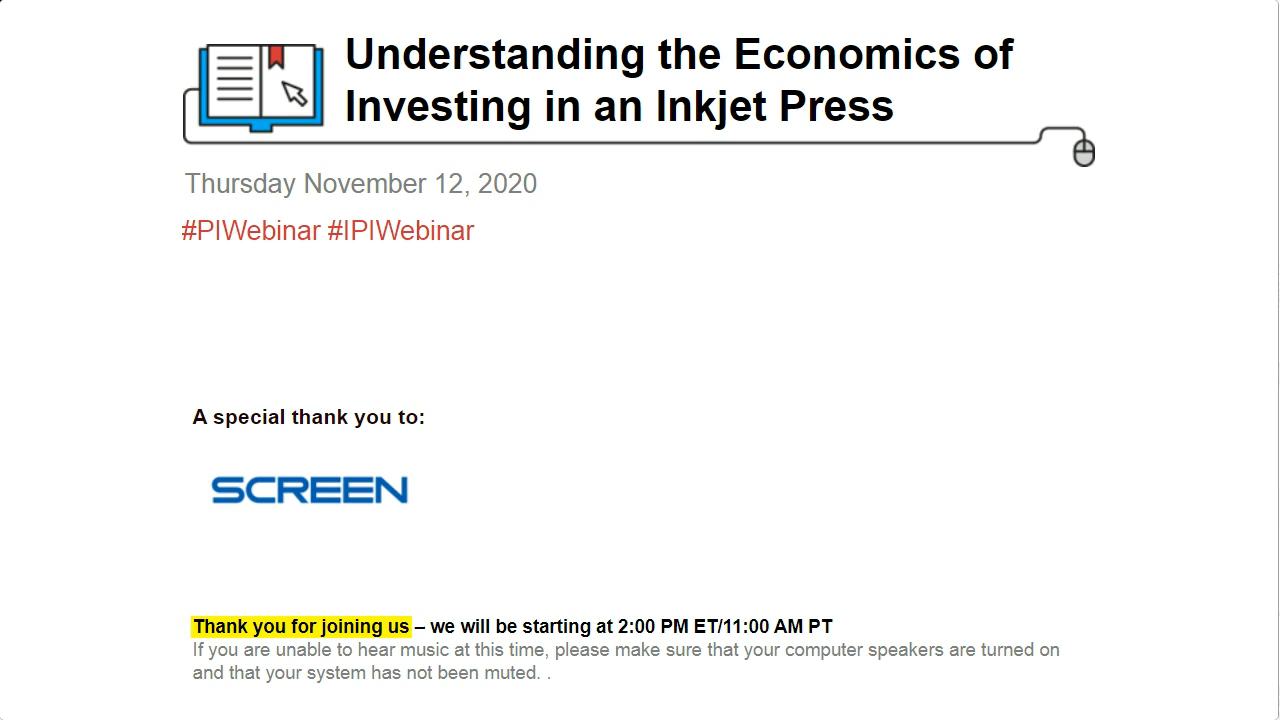 Understanding the Economics of
Investing in an Inkjet Press
Thursday November 12, 2020
#PIWebinar #IPIWebinar
A special thank you to:
SCREEN
Thank you for joining us – we will be starting at 2:00 PM ET/11:00 AM PT
If you are unable to hear music at this time, please make sure that your computer speakers are turned on
and that your system has not been muted. .